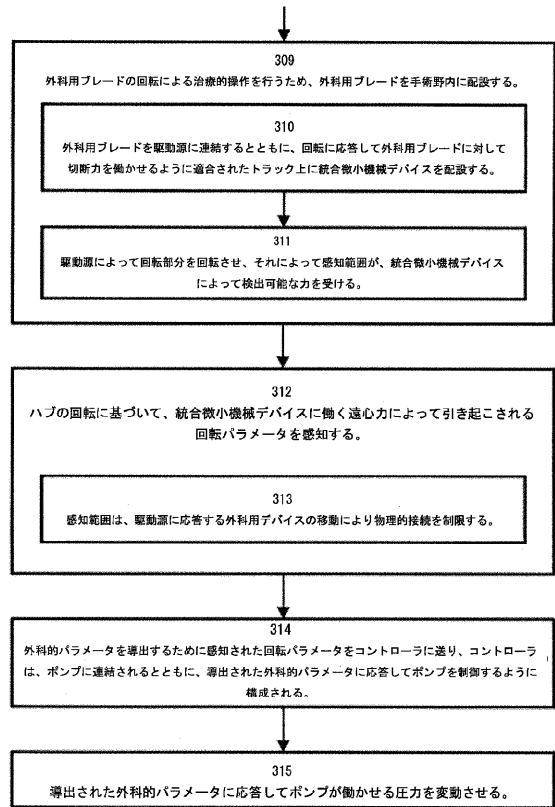 309
外科用ブレードの回転による治療的操作を行うため、外科用ブレードを手術野内に配設する。
310
外科用ブレードを駆動源に連結するとともに、回転に応答して外科用ブレードに対して
切断力を働かせるように適合されたトラック上に統合微小機械デバイスを配設する。
311
駆動源によって回転部分を回転させ、それによって感知範囲が、統合微小機械デバイス
によって検出可能な力を受ける。
312
ハブの回転に基づいて、統合微小機械デバイスに働く遠心力によって引き起こされる
回転パラメータを感知する。
313
感知範囲は、駆動源に応答する外科用デバイスの移動により物理的接続を制限する。
314
外科的パラメータを導出するために感知された回転パラメータをコントローラに送り、コントローラ
は、ポンプに連結されるとともに、導出された外科的パラメータに応答してポンプを制御するように
構成される。
315
導出された外科的パラメータに応答してポンプが働かせる圧力を変動させる。